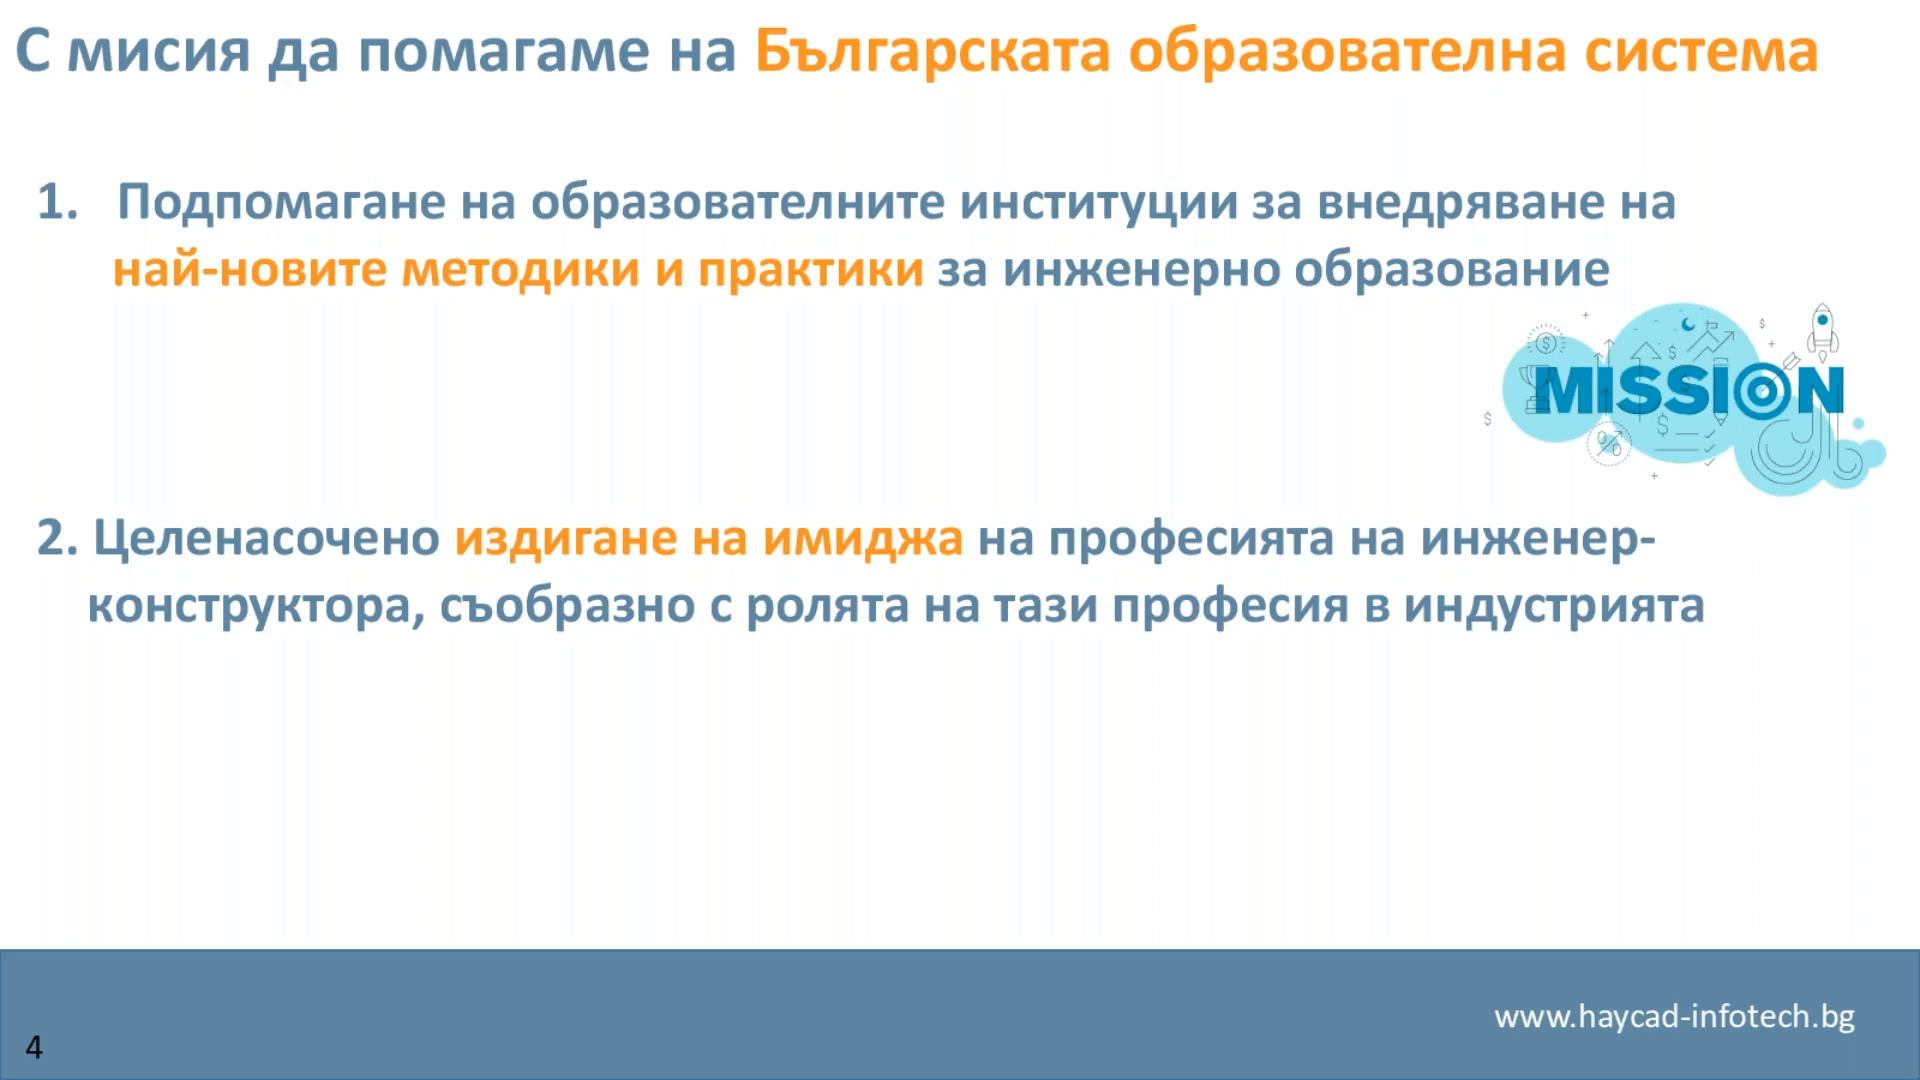 С мисия да помагаме на Българската образователна система
1. Подпомагане на образователните институции за внедряване на
най-новите методики и практики за инженерно образование
MISSION
2. Целенасочено издигане на имиджа на професията на инженер-
конструктора, съобразно с ролята на тази професия в индустрията
www.haycad-infotech.bg
4